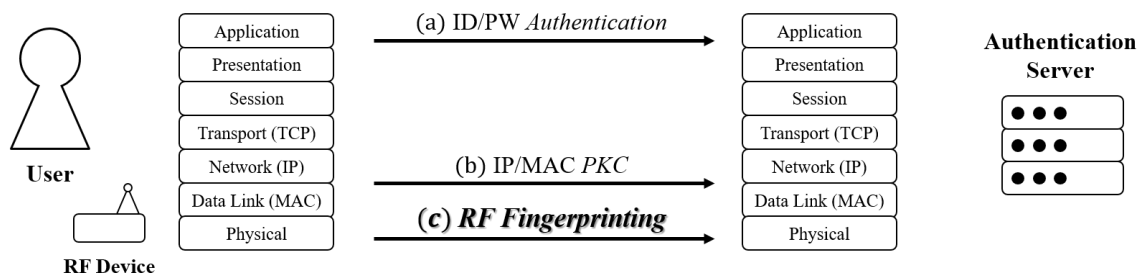 User
RF Device
Application
Presentation
Session
Transport (TCP)
Network (IP)
Data Link (MAC)
Physical
(a) ID/PW Authentication
(b) IP/MAC PKC
(c) RF Fingerprinting
Application
Presentation
Session
Transport (TCP)
Network (IP)
Data Link (MAC)
Physical
Authentication
Server